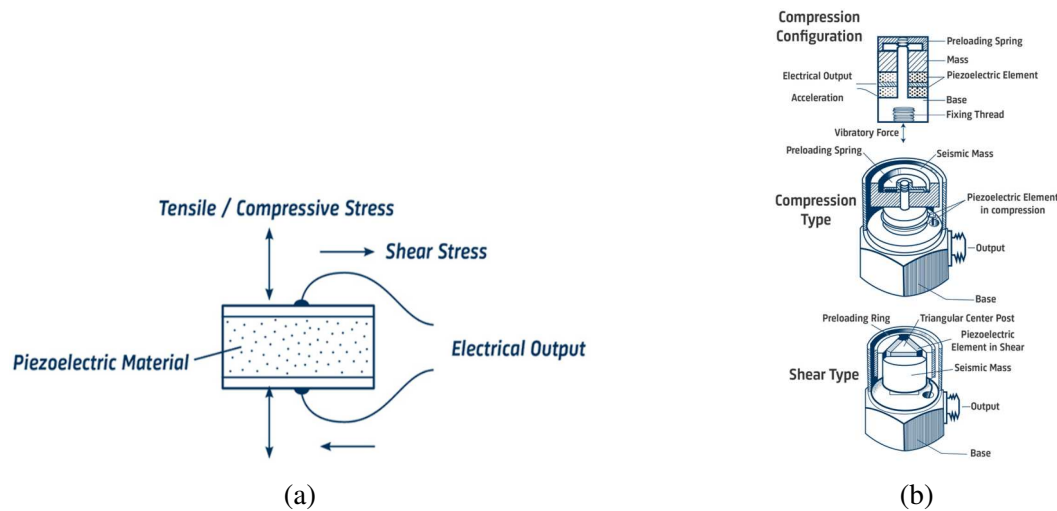 Tensile / Compressive Stress
Shear Stress
Piezoelectric Material
Electrical Output
(a)
Compression
Configuration
Preloading Spring
Mass
Electrical Output
Piezoelectric Element
Acceleration
Base
Fixing Thread
Vibratory Force
Preloading Spring
Seismic Mass
Compression
Type
Piezoelectric Element
in compression
Output
Base
Preloading Ring
Triangular Center Post
Piezoelectric
Element in Shear
Shear Type
Seismic Mass
Output
Base
(b)